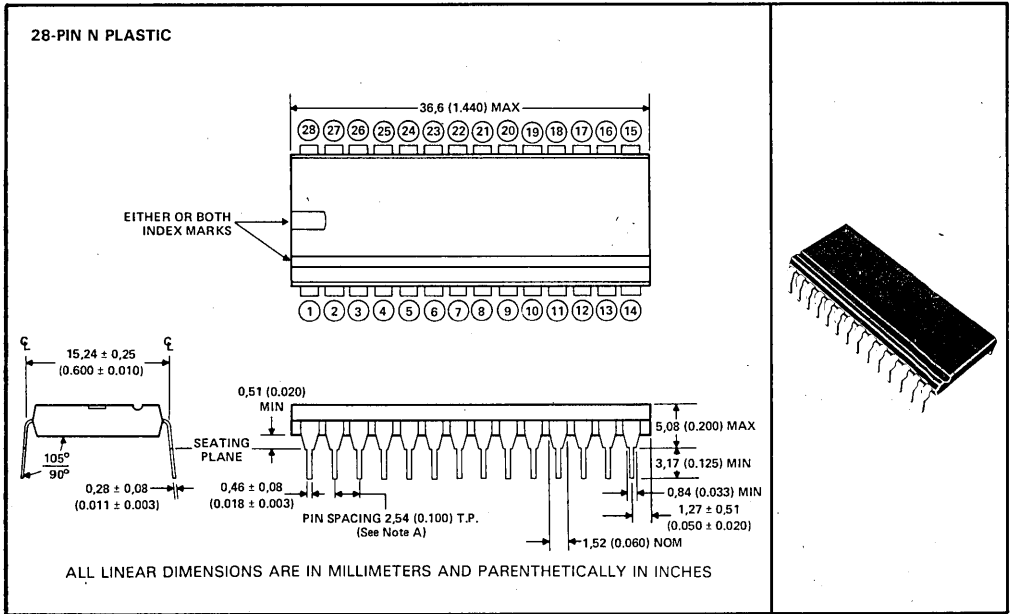 28-PIN N PLASTIC
36,6 (1.440) MAX
28 27 26 25 24 23 22 21 20 19 18 17 16 15
EITHER OR BOTH
INDEX MARKS
1 2 3 4 5 6 7 8 9 10 11 12 13 14
℄ ℄
15,24 ± 0,25
(0.600 ± 0.010)
105°
90°
0,28 ± 0,08
(0.011 ± 0.003)
0,51 (0.020)
MIN
SEATING
PLANE
0,46 ± 0,08
(0.018 ± 0.003)
PIN SPACING 2,54 (0.100) T.P.
(See Note A)
5,08 (0.200) MAX
3,17 (0.125) MIN
0,84 (0.033) MIN
1,27 ± 0,51
(0.050 ± 0.020)
1,52 (0.060) NOM
ALL LINEAR DIMENSIONS ARE IN MILLIMETERS AND PARENTHETICALLY IN INCHES